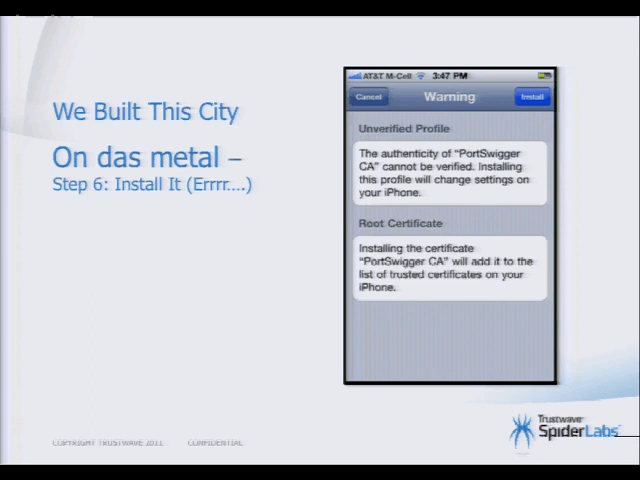 We Built This City
On das metal –
Step 6: Install It (Errrr....)
AT&T M-Cell 3:47 PM
Cancel Warning Install
Unverified Profile
The authenticity of "PortSwigger
CA" cannot be verified. Installing
this profile will change settings on
your iPhone.
Root Certificate
Installing the certificate
"PortSwigger CA" will add it to the
list of trusted certificates on your
iPhone.
COPYRIGHT TRUSTWAVE 2011 CONFIDENTIAL
Trustwave
SpiderLabs